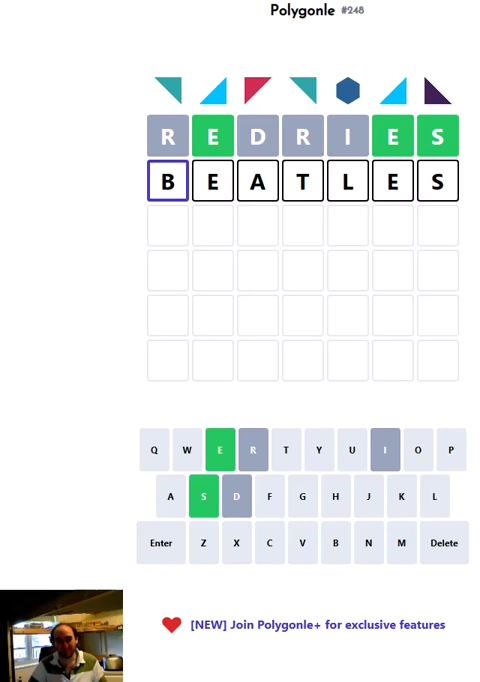 Polygonle #248
R E D R I E S
B E A T L E S
Q W E R T Y U I O P
A S D F G H J K L
Enter Z X C V B N M Delete
[NEW] Join Polygonle+ for exclusive features